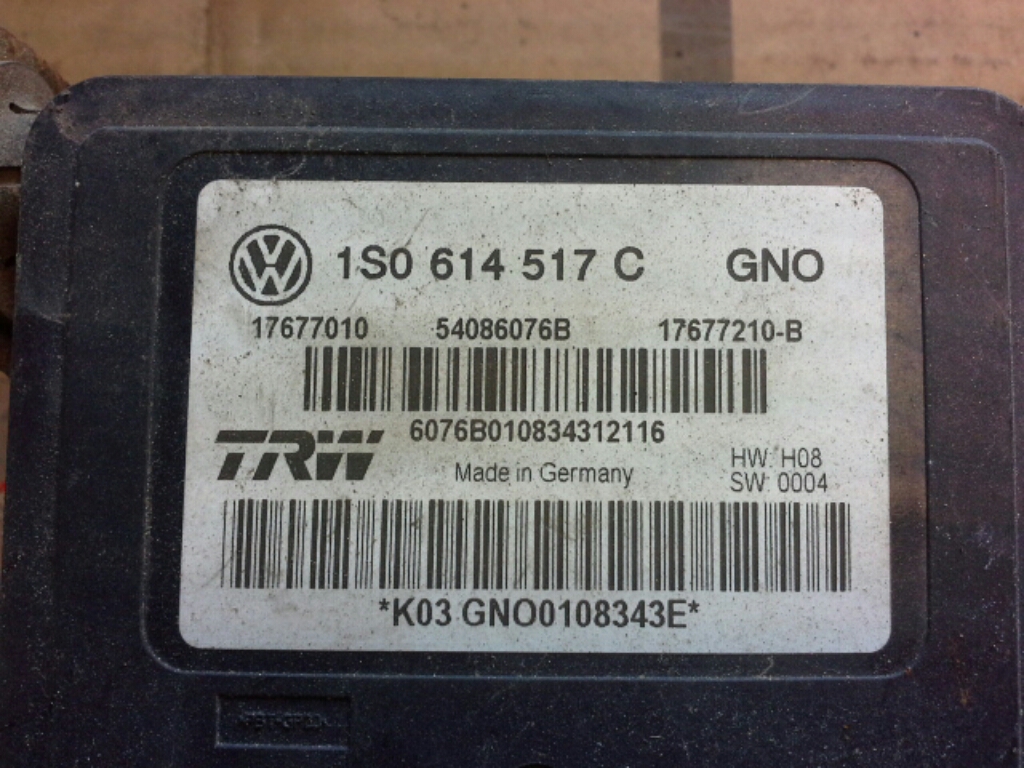 1S0 614 517 C GNO
17677010 54086076B 17677210-B
6076B010834312116
TRW Made in Germany HW: H08
SW: 0004
*K03 GNO0108343E*